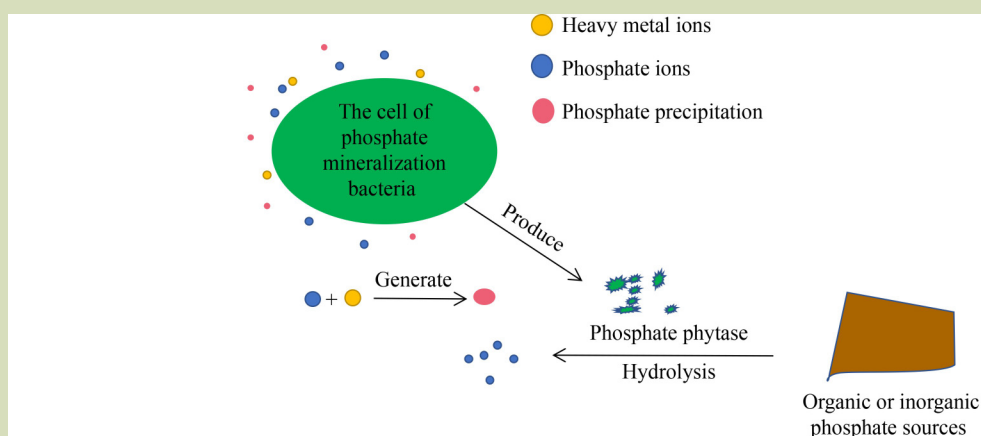 Heavy metal ions
Phosphate ions
Phosphate precipitation
The cell of
phosphate
mineralization
bacteria
Produce
Generate
+
Phosphate phytase
Hydrolysis
Organic or inorganic
phosphate sources